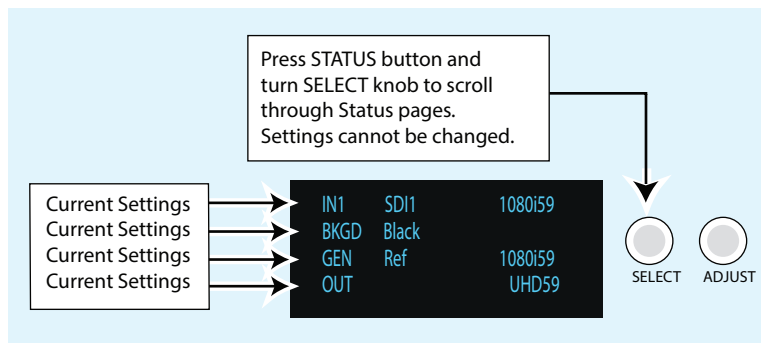 Press STATUS button and
turn SELECT knob to scroll
through Status pages.
Settings cannot be changed.
Current Settings
Current Settings
Current Settings
Current Settings
IN1 SDI1 1080i59
BKGD Black
GEN Ref 1080i59
OUT UHD59
SELECT ADJUST